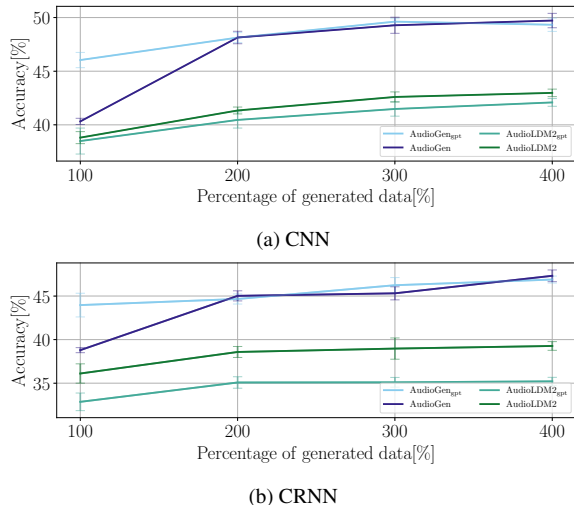 50
45
40
Accuracy[%]
AudioGen_gpt AudioLDM2_gpt
AudioGen AudioLDM2
100 200 300 400
Percentage of generated data[%]
(a) CNN
45
40
35
Accuracy[%]
AudioGen_gpt AudioLDM2_gpt
AudioGen AudioLDM2
100 200 300 400
Percentage of generated data[%]
(b) CRNN